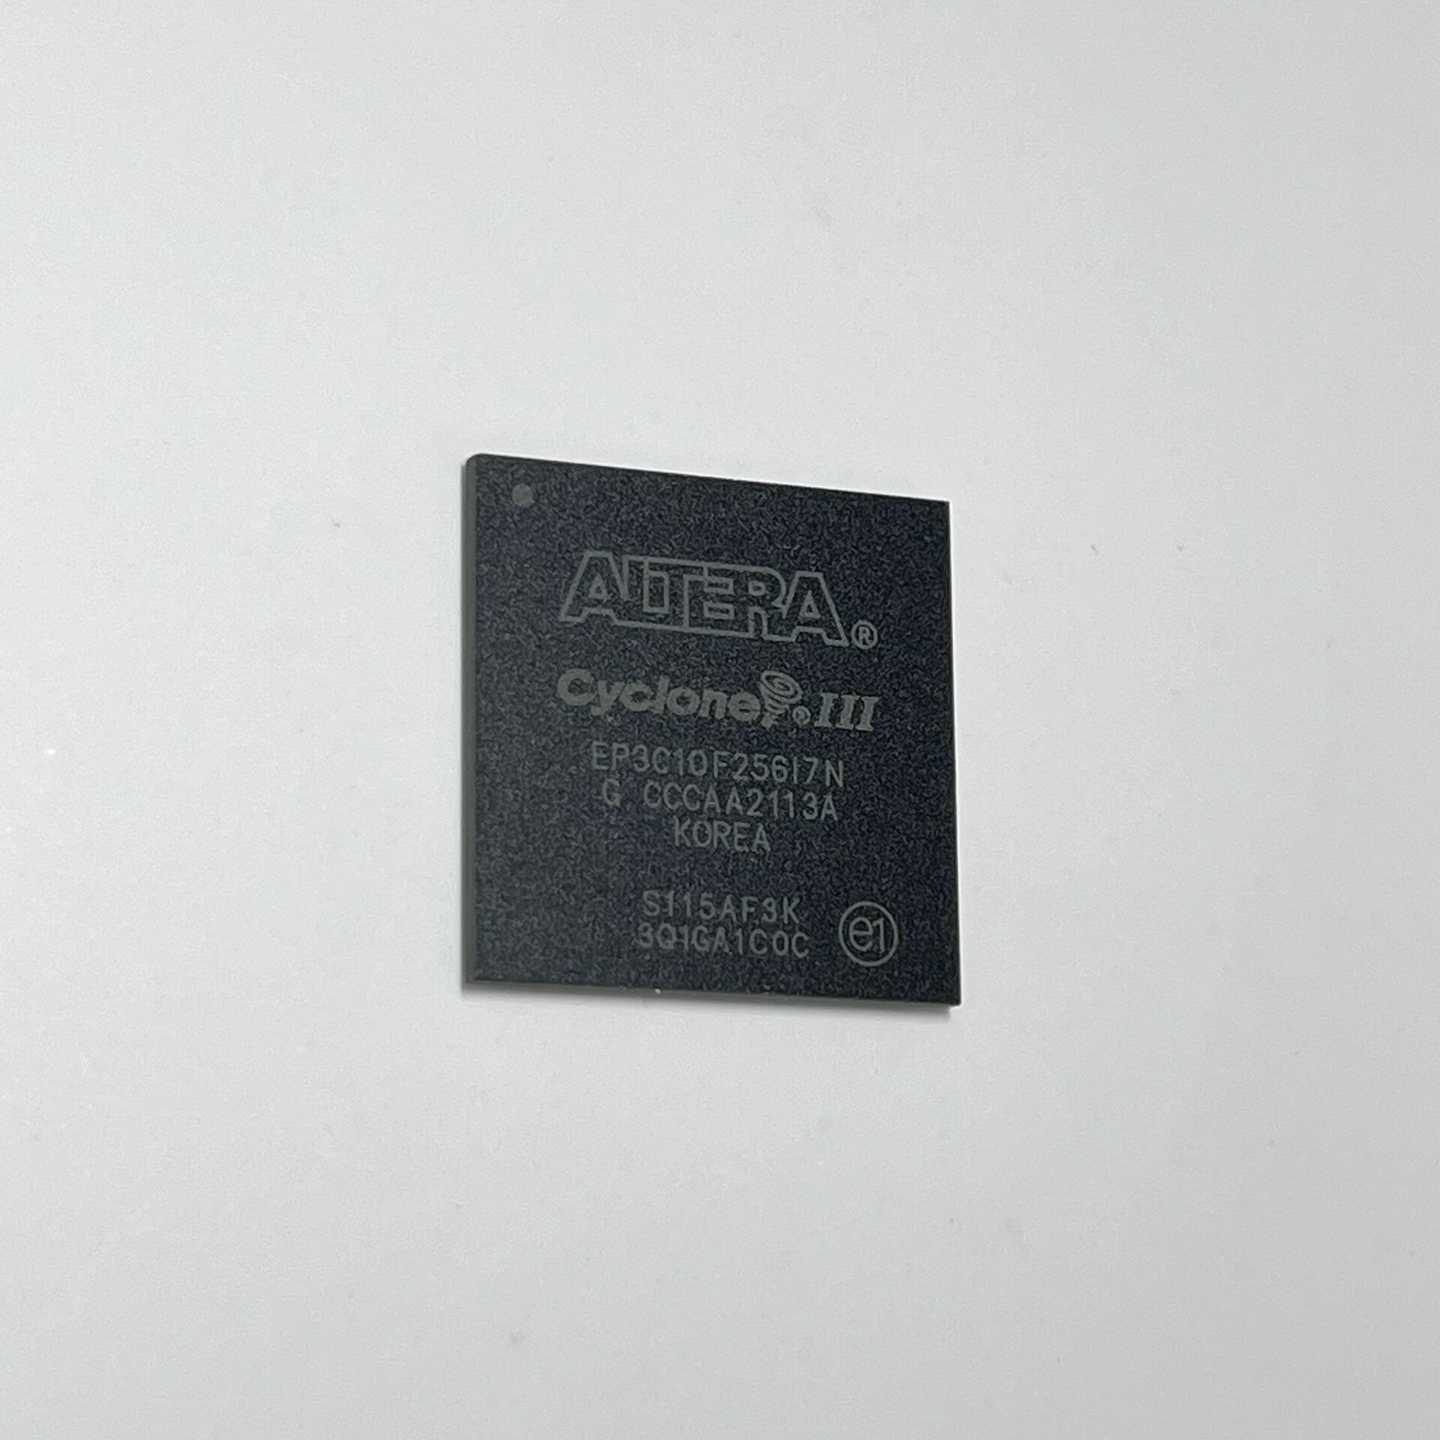 ALTERA®
Cyclone® III
EP3C10F256I7N
G CCCAA2113A
KOREA
S115AF3K
3Q1GA1C0C
e1